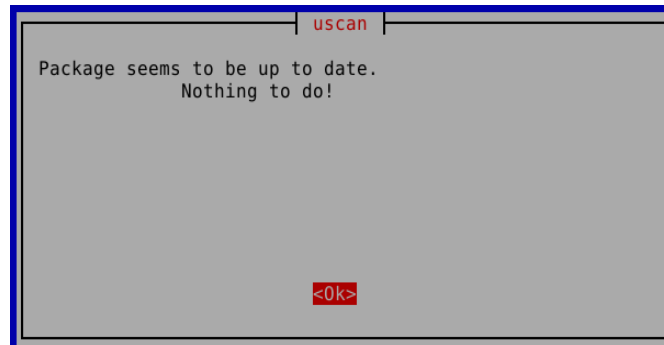 uscan
Package seems to be up to date.
Nothing to do!
<Ok>